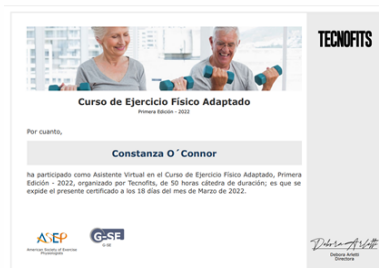 TECNOFITS
Curso de Ejercicio Físico Adaptado
Primera Edición - 2022
Por cuanto,
Constanza O´Connor
ha participado como Asistente Virtual en el Curso de Ejercicio Físico Adaptado, Primera
Edición - 2022, organizado por Tecnofits, de 50 horas cátedra de duración; es que se
expide el presente certificado a los 18 días del mes de Marzo de 2022.
ASEP
American Society of Exercise
Physiologists
G-SE
G-SE
Debora Arletti
Debora Arletti
Directora